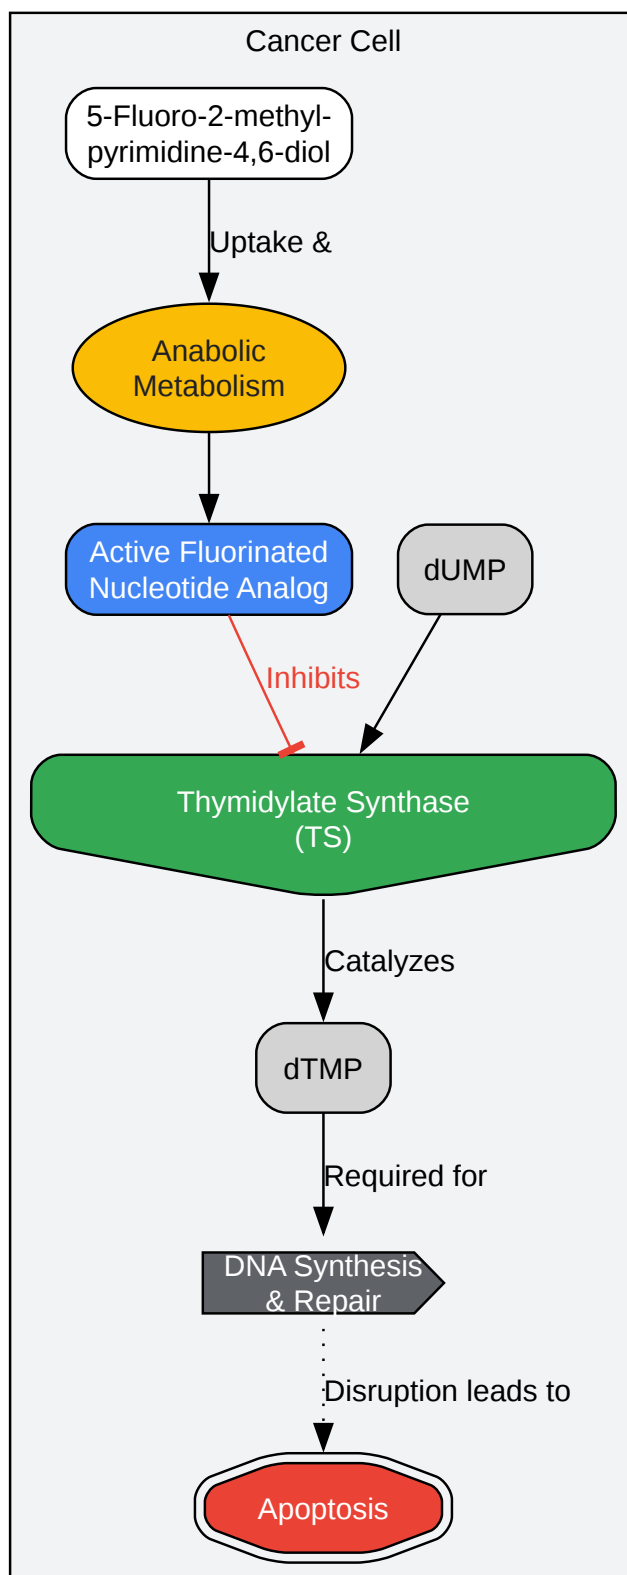 Cancer Cell
5-Fluoro-2-methyl-
pyrimidine-4,6-diol
Uptake &
Anabolic
Metabolism
Active Fluorinated
Nucleotide Analog
dUMP
Inhibits
Thymidylate Synthase
(TS)
Catalyzes
dTMP
Required for
DNA Synthesis
& Repair
Disruption leads to
Apoptosis